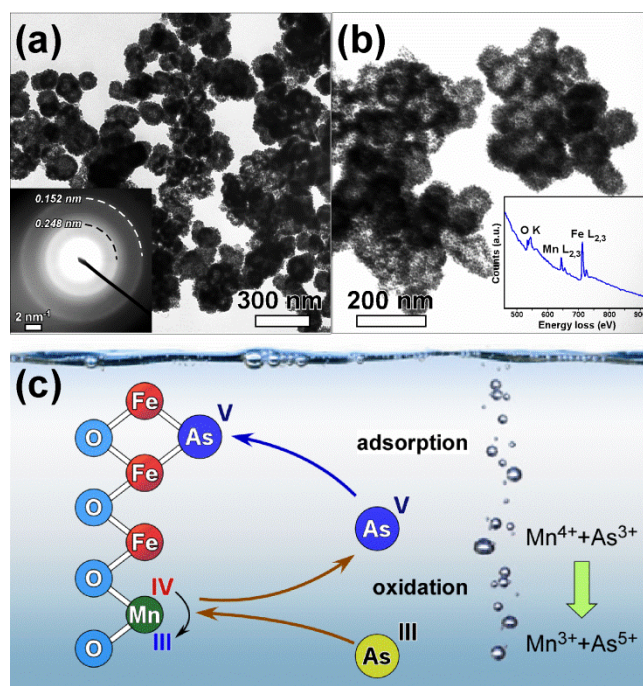 (a)
0.152 nm
0.248 nm
2 nm⁻¹
300 nm
(b)
200 nm
Counts (a.u.)
O K
Mn L2,3
Fe L2,3
500 600 700 800 900
Energy loss (eV)
(c)
Fe
V
O
As
adsorption
Fe
O
V
As
Fe
Mn⁴⁺+As³⁺
O
oxidation
IV
Mn
III
III
O
As
Mn³⁺+As⁵⁺